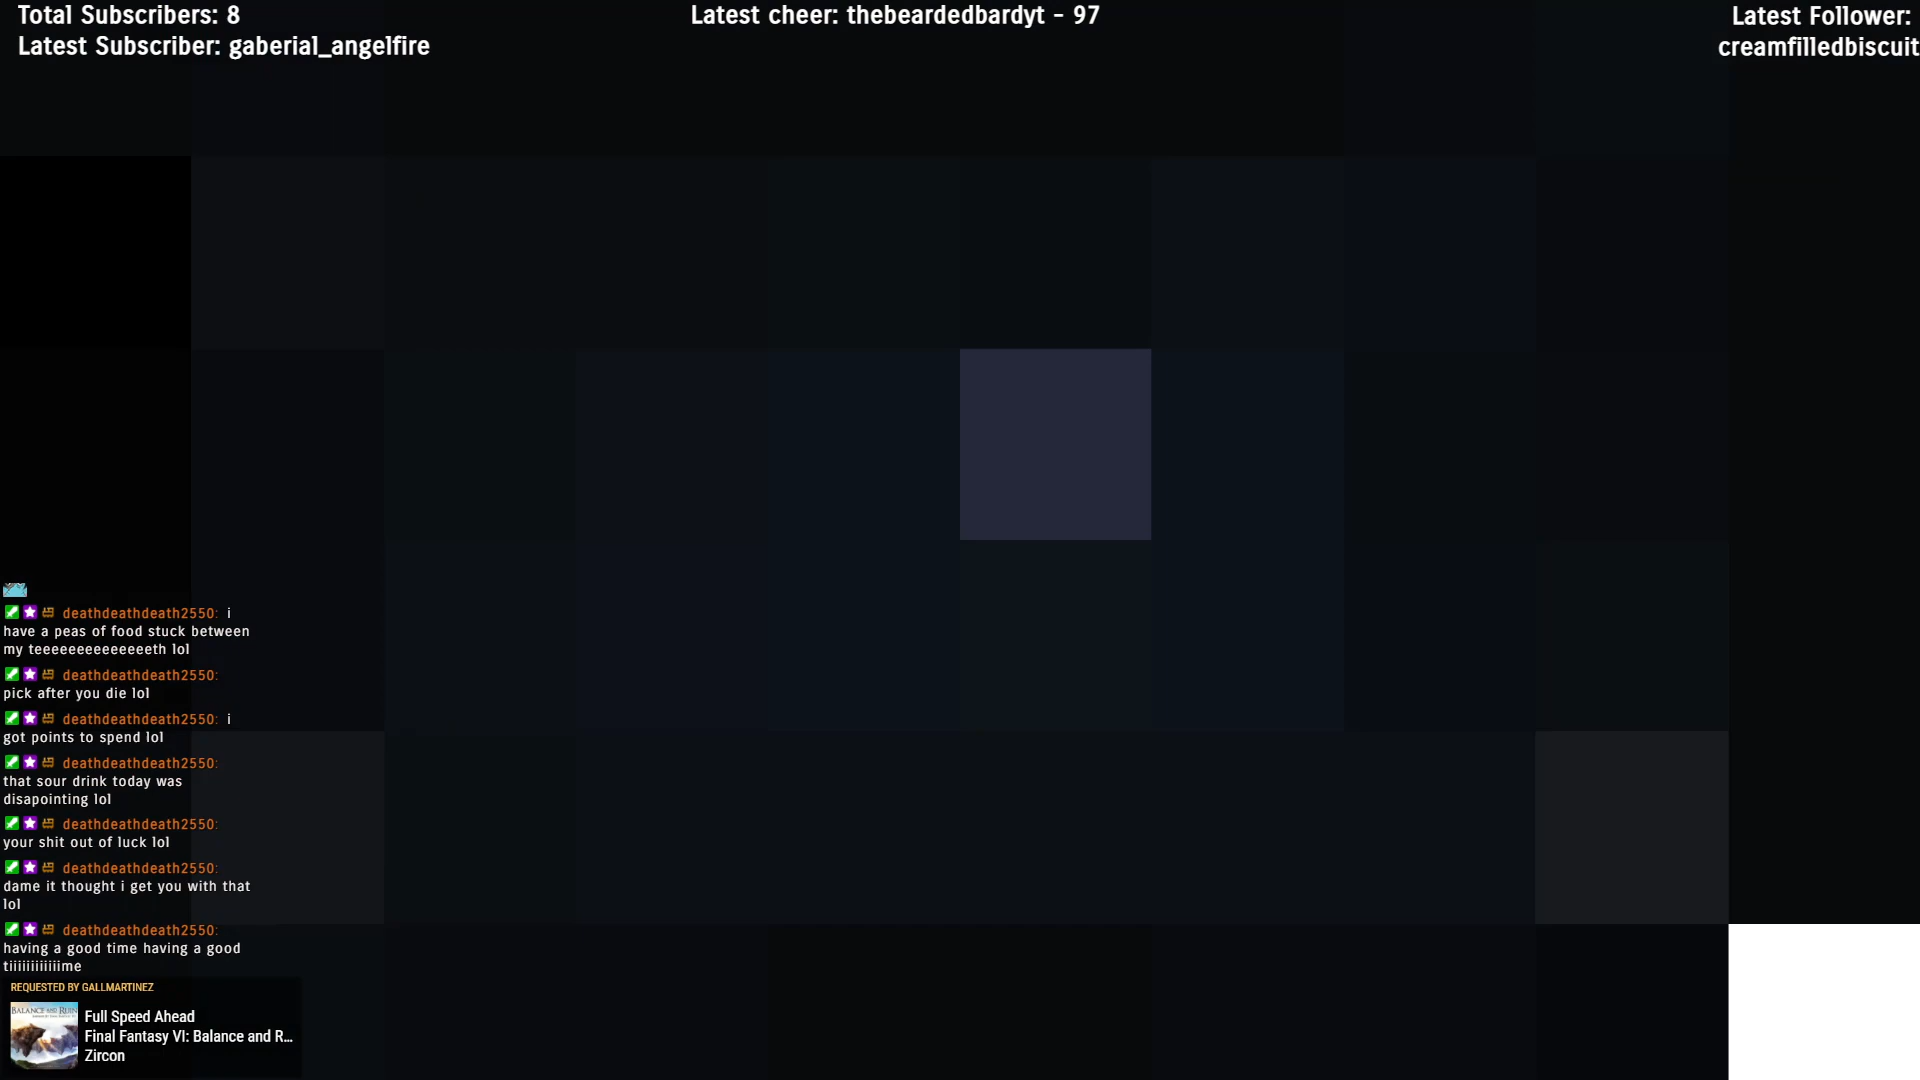 Total Subscribers: 8
Latest Subscriber: gaberial_angelfire
Latest cheer: thebeardedbardyt - 97
Latest Follower:
creamfilledbiscuit
deathdeathdeath2550: i
have a peas of food stuck between
my teeeeeeeeeeeeeeth lol
deathdeathdeath2550:
pick after you die lol
deathdeathdeath2550: i
got points to spend lol
deathdeathdeath2550:
that sour drink today was
disapointing lol
deathdeathdeath2550:
your shit out of luck lol
deathdeathdeath2550:
dame it thought i get you with that
lol
deathdeathdeath2550:
having a good time having a good
tiiiiiiiiiiime
REQUESTED BY GALLMARTINEZ
BALANCE AND RUIN
Full Speed Ahead
Final Fantasy VI: Balance and R...
Zircon